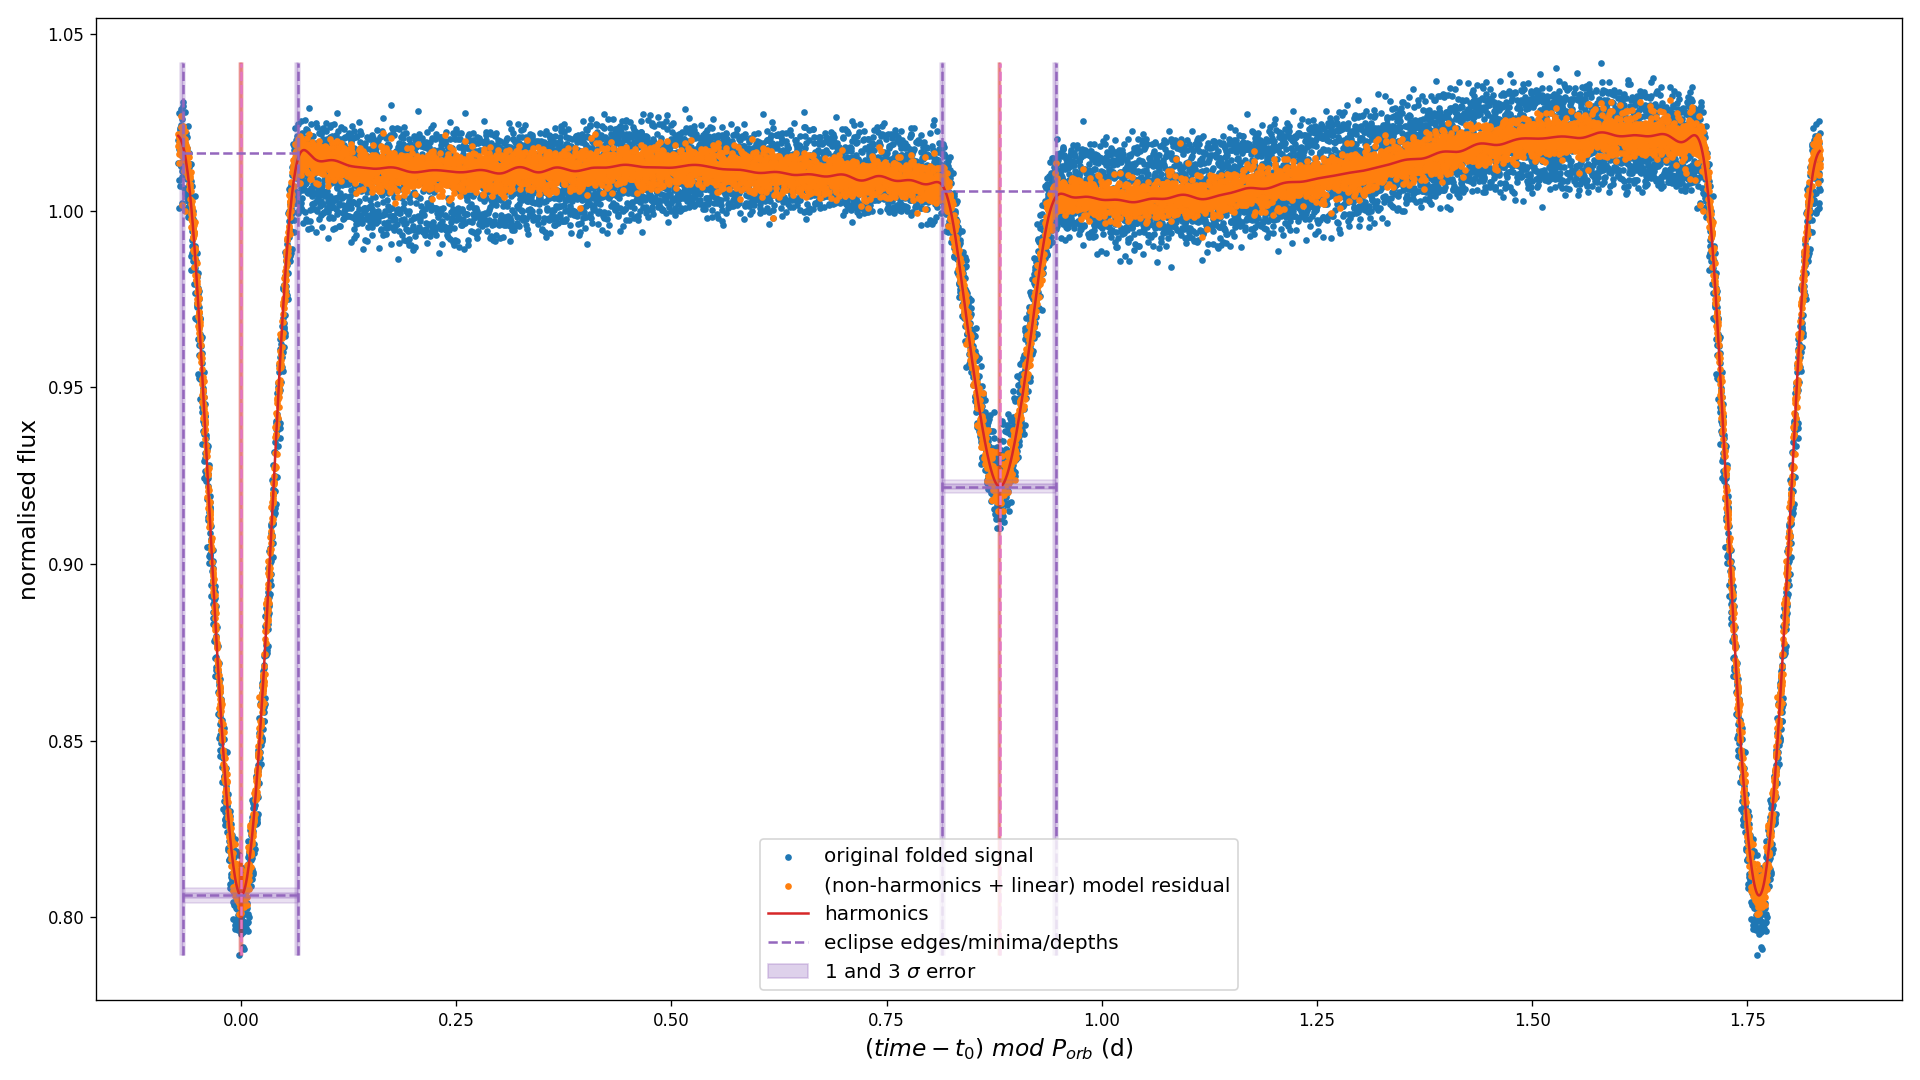 1.05
1.00
0.95
0.90
0.85
0.80
normalised flux
original folded signal
(non-harmonics + linear) model residual
harmonics
eclipse edges/minima/depths
1 and 3 σ error
0.00 0.25 0.50 0.75 1.00 1.25 1.50 1.75
(time − t₀) mod Pₒᵣb (d)